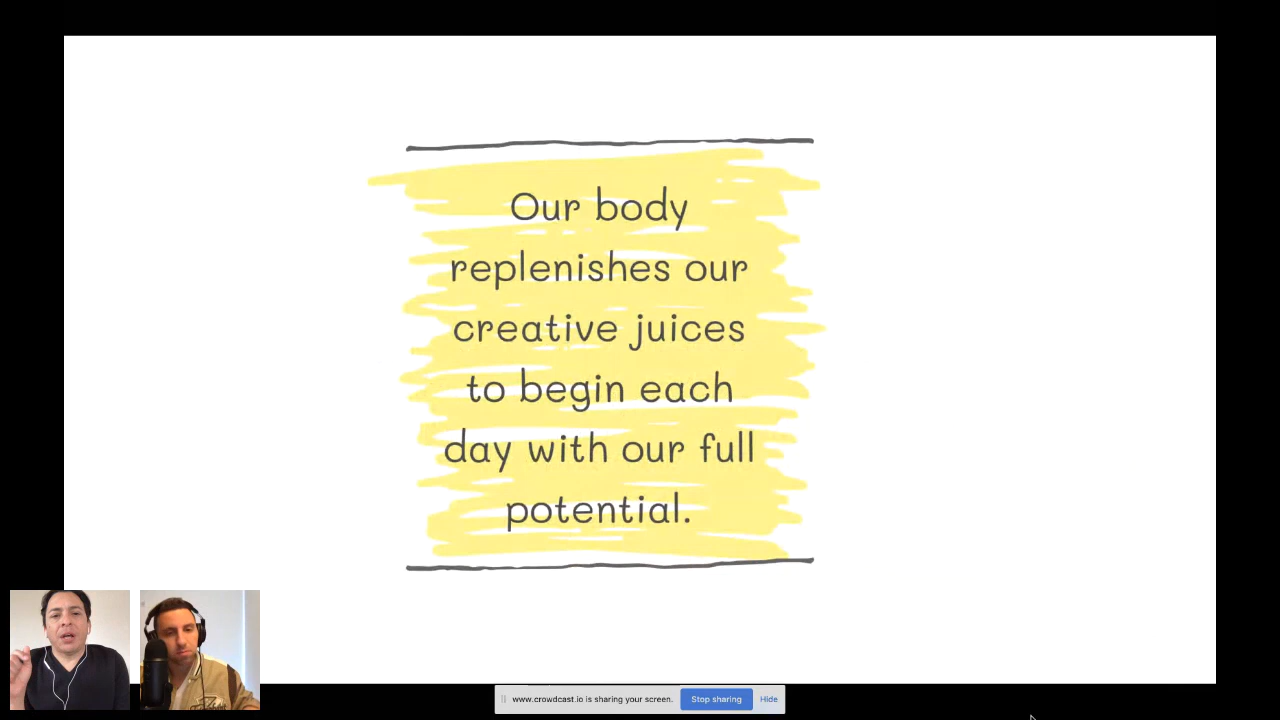 Our body
replenishes our
creative juices
to begin each
day with our full
potential.
www.crowdcast.io is sharing your screen. Stop sharing Hide